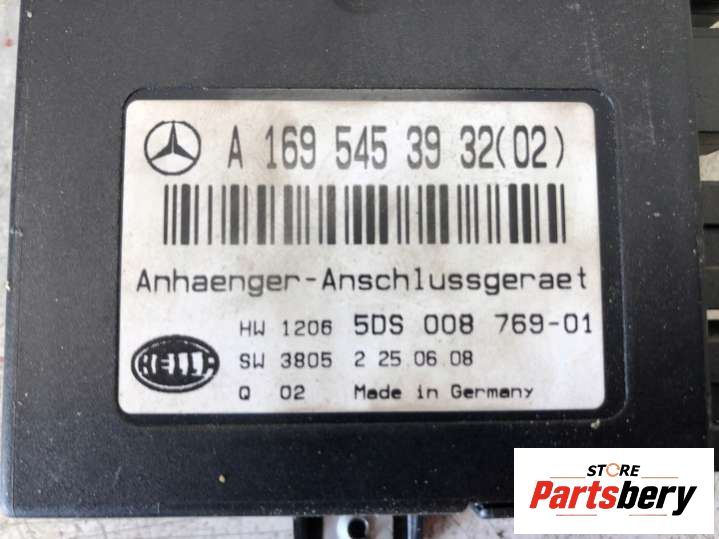 A 169 545 39 32(02)
Anhaenger-Anschlussgeraet
HW 1206 5DS 008 769-01
HELLA SW 3805 2 25 06 08
Q 02 Made in Germany
STORE
Partsbery